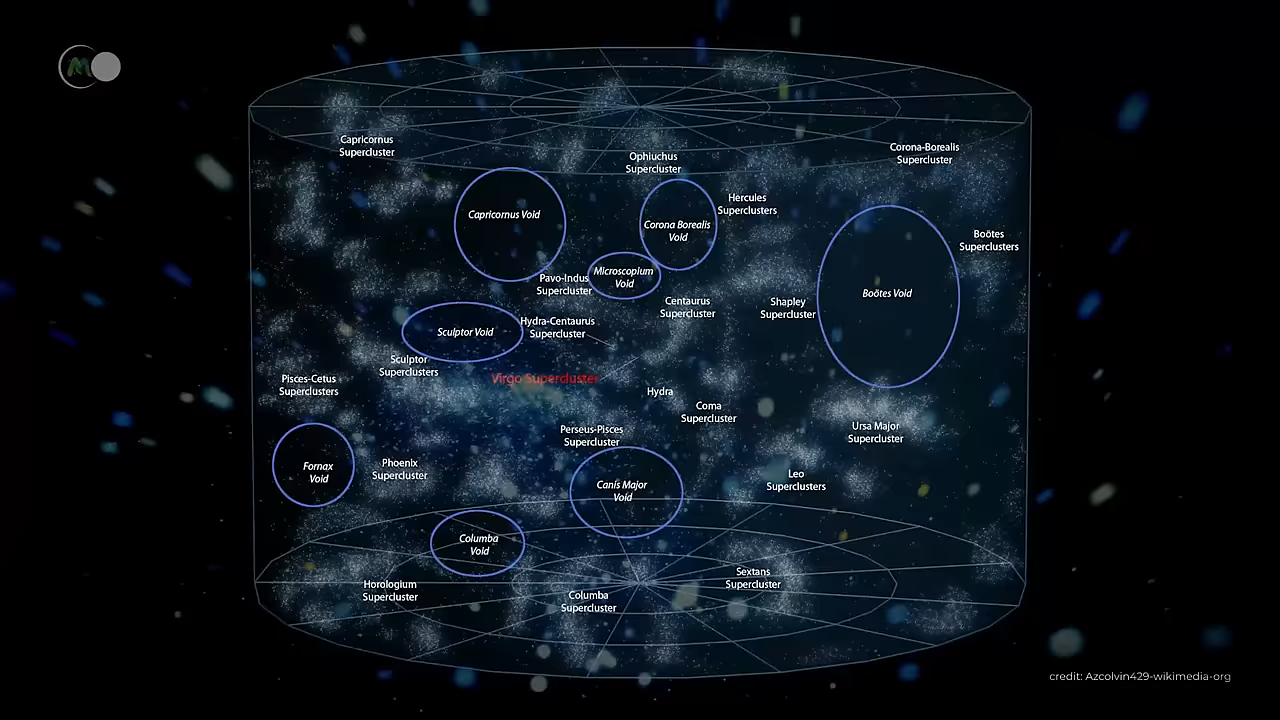 M
Capricornus
Supercluster
Ophiuchus
Supercluster
Corona-Borealis
Supercluster
Capricornus Void
Corona Borealis
Void
Hercules
Superclusters
Boötes
Superclusters
Microscopium
Void
Pavo-Indus
Supercluster
Centaurus
Supercluster
Shapley
Supercluster
Boötes Void
Sculptor Void
Hydra-Centaurus
Supercluster
Sculptor
Superclusters
Pisces-Cetus
Superclusters
Virgo Supercluster
Hydra
Coma
Supercluster
Perseus-Pisces
Supercluster
Ursa Major
Supercluster
Fornax
Void
Phoenix
Supercluster
Canis Major
Void
Leo
Superclusters
Columba
Void
Horologium
Supercluster
Columba
Supercluster
Sextans
Supercluster
credit: Azcolvin429-wikimedia-org